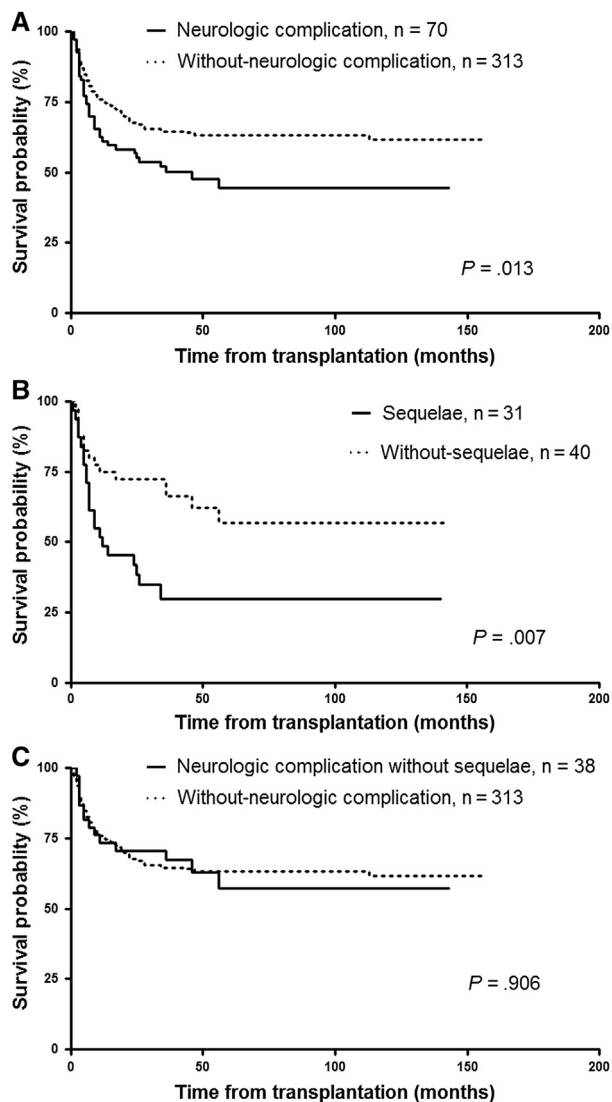 A
Neurologic complication, n = 70
Without-neurologic complication, n = 313
100
75
50
25
0
Survival probablity (%)
P = .013
0 50 100 150 200
Time from transplantation (months)
B
Sequelae, n = 31
Without-sequelae, n = 40
100
75
50
25
0
Survival probability (%)
P = .007
0 50 100 150 200
Time from transplantation (months)
C
Neurologic complication without sequelae, n = 38
Without-neurologic complication, n = 313
100
75
50
25
0
Survival probability (%)
P = .906
0 50 100 150 200
Time from transplantation (months)